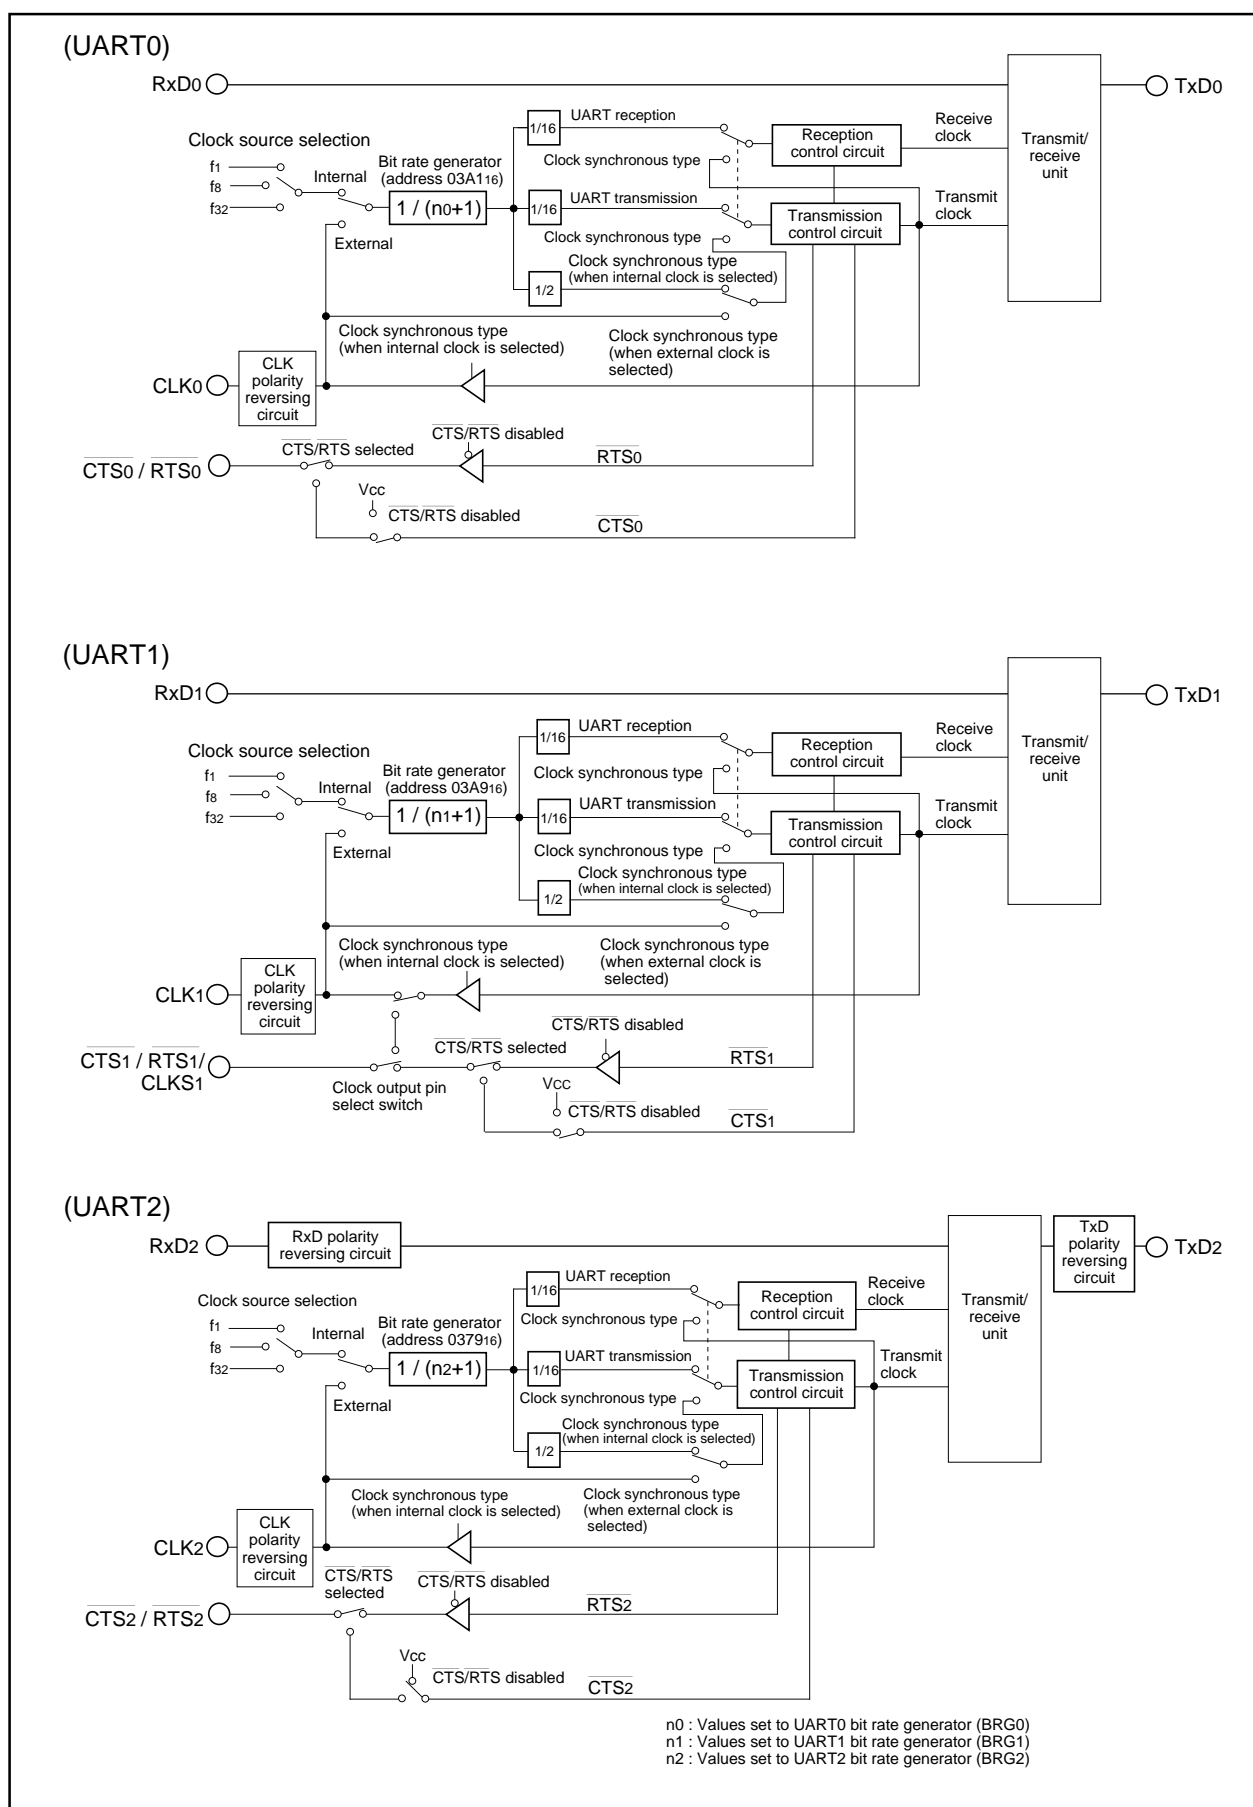 (UART0)
RxD0
TxD0
Clock source selection
f1
f8
f32
Internal
External
Bit rate generator
(address 03A116)
1 / (n0+1)
1/16
UART reception
Clock synchronous type
1/16
UART transmission
Clock synchronous type
Clock synchronous type
(when internal clock is selected)
1/2
Reception
control circuit
Transmission
control circuit
Receive
clock
Transmit
clock
Transmit/
receive
unit
Clock synchronous type
(when internal clock is selected)
Clock synchronous type
(when external clock is
selected)
CLK0
CLK
polarity
reversing
circuit
CTS0 / RTS0
CTS/RTS selected
CTS/RTS disabled
RTS0
Vcc
CTS/RTS disabled
CTS0
(UART1)
RxD1
TxD1
Clock source selection
f1
f8
f32
Internal
External
Bit rate generator
(address 03A916)
1 / (n1+1)
1/16
UART reception
Clock synchronous type
1/16
UART transmission
Clock synchronous type
Clock synchronous type
(when internal clock is selected)
1/2
Reception
control circuit
Transmission
control circuit
Receive
clock
Transmit
clock
Transmit/
receive
unit
Clock synchronous type
(when internal clock is selected)
Clock synchronous type
(when external clock is
selected)
CLK1
CLK
polarity
reversing
circuit
CTS1 / RTS1/
CLKS1
Clock output pin
select switch
CTS/RTS selected
CTS/RTS disabled
RTS1
VCC
CTS/RTS disabled
CTS1
(UART2)
RxD2
RxD polarity
reversing circuit
TxD
polarity
reversing
circuit
TxD2
Clock source selection
f1
f8
f32
Internal
External
Bit rate generator
(address 037916)
1 / (n2+1)
1/16
UART reception
Clock synchronous type
1/16
UART transmission
Clock synchronous type
Clock synchronous type
(when internal clock is selected)
1/2
Reception
control circuit
Transmission
control circuit
Receive
clock
Transmit
clock
Transmit/
receive
unit
Clock synchronous type
(when internal clock is selected)
Clock synchronous type
(when external clock is
selected)
CLK2
CLK
polarity
reversing
circuit
CTS2 / RTS2
CTS/RTS
selected
CTS/RTS disabled
RTS2
Vcc
CTS/RTS disabled
CTS2
n0 : Values set to UART0 bit rate generator (BRG0)
n1 : Values set to UART1 bit rate generator (BRG1)
n2 : Values set to UART2 bit rate generator (BRG2)